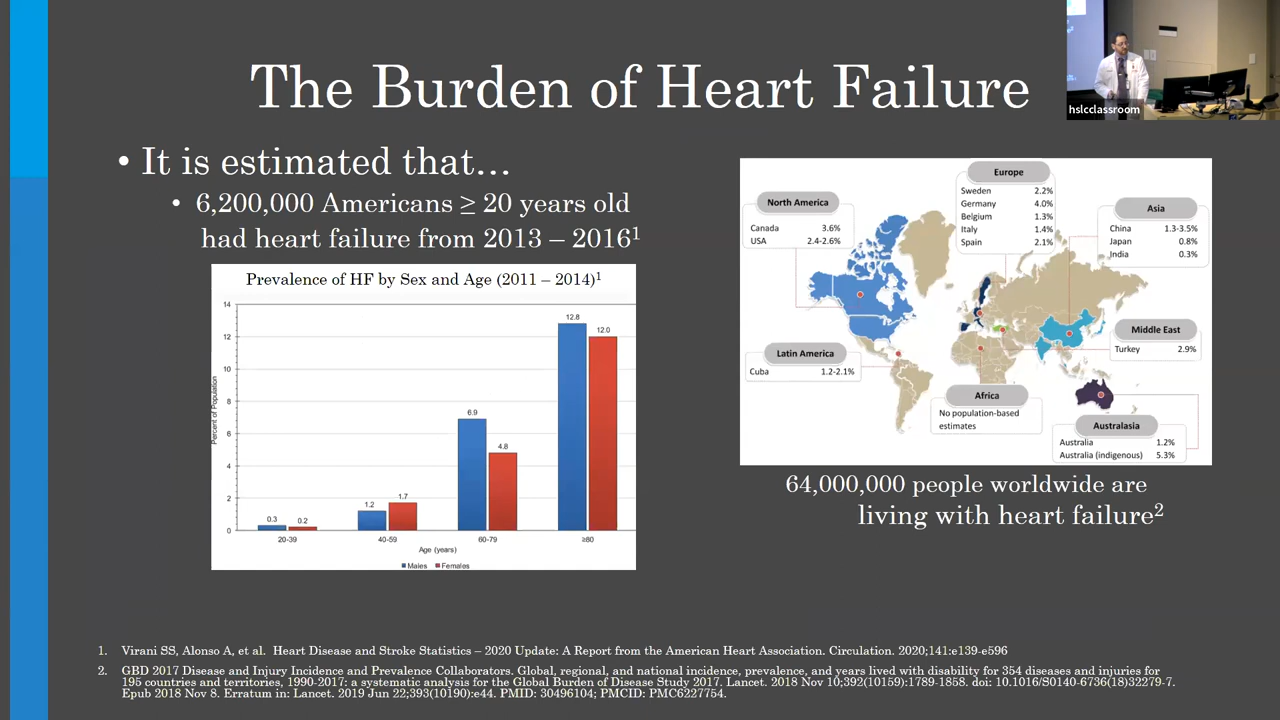 The Burden of Heart Failure
hslcclassroom
• It is estimated that…
• 6,200,000 Americans ≥ 20 years old
had heart failure from 2013 – 2016¹
Prevalence of HF by Sex and Age (2011 – 2014)¹
14
12
10
8
6
4
2
0
Percent of Population
0.3
0.2
1.2
1.7
6.9
4.8
12.8
12.0
20-39
40-59
60-79
≥80
Age (years)
Males Females
North America
Canada 3.6%
USA 2.4-2.6%
Europe
Sweden 2.2%
Germany 4.0%
Belgium 1.3%
Italy 1.4%
Spain 2.1%
Asia
China 1.3-3.5%
Japan 0.8%
India 0.3%
Latin America
Cuba 1.2-2.1%
Africa
No population-based
estimates
Middle East
Turkey 2.9%
Australasia
Australia 1.2%
Australia (indigenous) 5.3%
64,000,000 people worldwide are
living with heart failure²
1. Virani SS, Alonso A, et al. Heart Disease and Stroke Statistics – 2020 Update: A Report from the American Heart Association. Circulation. 2020;141:e139-e596
2. GBD 2017 Disease and Injury Incidence and Prevalence Collaborators. Global, regional, and national incidence, prevalence, and years lived with disability for 354 diseases and injuries for
195 countries and territories, 1990-2017: a systematic analysis for the Global Burden of Disease Study 2017. Lancet. 2018 Nov 10;392(10159):1789-1858. doi: 10.1016/S0140-6736(18)32279-7.
Epub 2018 Nov 8. Erratum in: Lancet. 2019 Jun 22;393(10190):e44. PMID: 30496104; PMCID: PMC6227754.